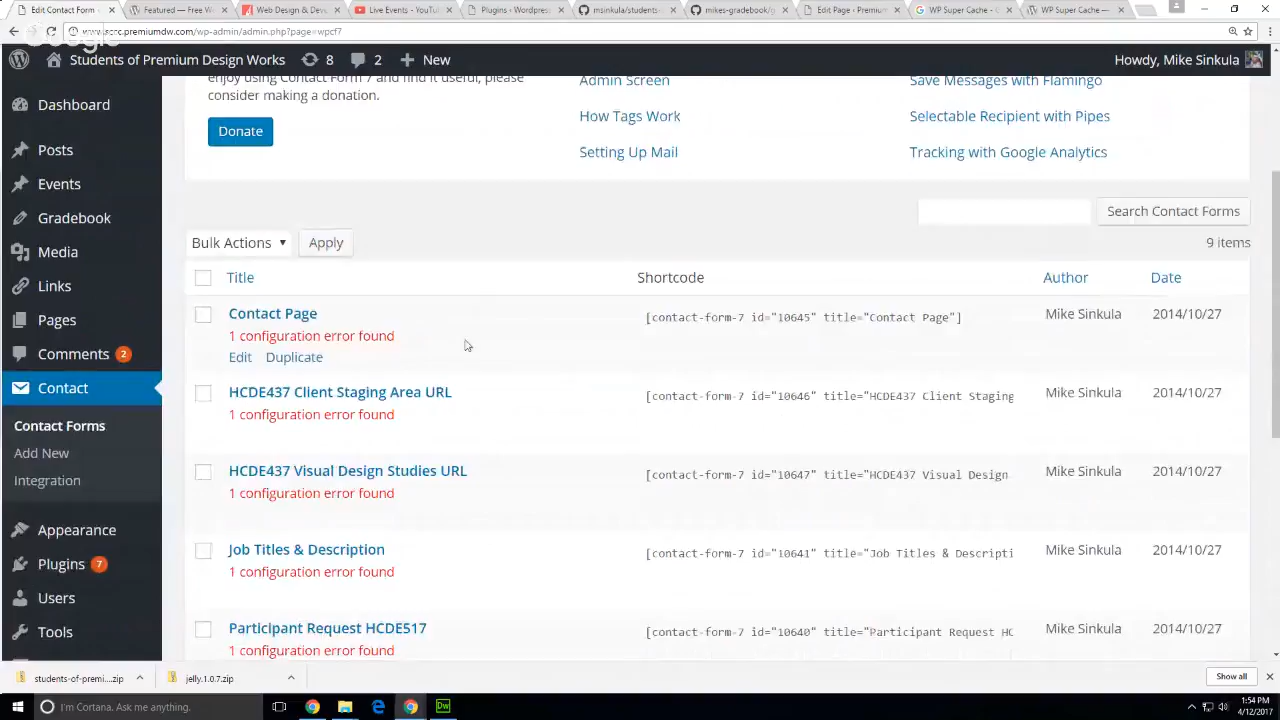 Edit Contact Form
Featured — Free W
Web Design & Dev
Live Events - YouTu
Plugins ‹ Wordpress
msinkula/students-
mikes-gradebook/g
Edit Page ‹ Premium
WP Super Cache - G
WP Super Cache —
.premiumdw.com/wp-admin/admin.php?page=wpcf7
Google
Students of Premium Design Works
8
2
New
Howdy, Mike Sinkula
Dashboard
Posts
Events
Gradebook
Media
Links
Pages
Comments 2
Contact
Contact Forms
Add New
Integration
Appearance
Plugins 7
Users
Tools
enjoy using Contact Form 7 and find it useful, please
consider making a donation.
Donate
Admin Screen
How Tags Work
Setting Up Mail
Save Messages with Flamingo
Selectable Recipient with Pipes
Tracking with Google Analytics
Search Contact Forms
Bulk Actions
Apply
9 items
Title Shortcode Author Date
Contact Page [contact-form-7 id="10645" title="Contact Page"] Mike Sinkula 2014/10/27
1 configuration error found
Edit Duplicate
HCDE437 Client Staging Area URL [contact-form-7 id="10646" title="HCDE437 Client Staging Mike Sinkula 2014/10/27
1 configuration error found
HCDE437 Visual Design Studies URL [contact-form-7 id="10647" title="HCDE437 Visual Design Mike Sinkula 2014/10/27
1 configuration error found
Job Titles & Description [contact-form-7 id="10641" title="Job Titles & Descripti Mike Sinkula 2014/10/27
1 configuration error found
Participant Request HCDE517 [contact-form-7 id="10640" title="Participant Request HC Mike Sinkula 2014/10/27
1 configuration error found
students-of-premi....zip
jelly.1.0.7.zip
Show all
I'm Cortana. Ask me anything.
Dw
1:54 PM
4/12/2017